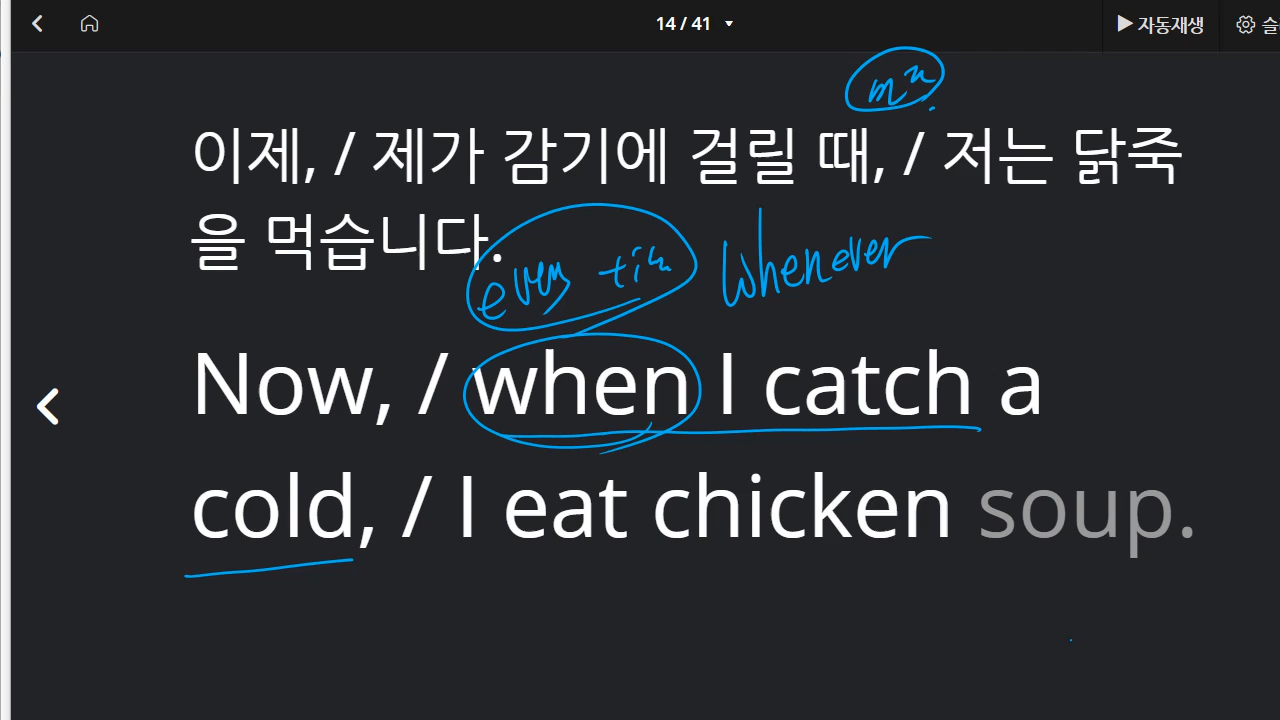 14 / 41
자동재생
슬
이제, / 제가 감기에 걸릴 때, / 저는 닭죽
을 먹습니다.
every
whenever
Now, / when I catch a
cold, / I eat chicken soup.